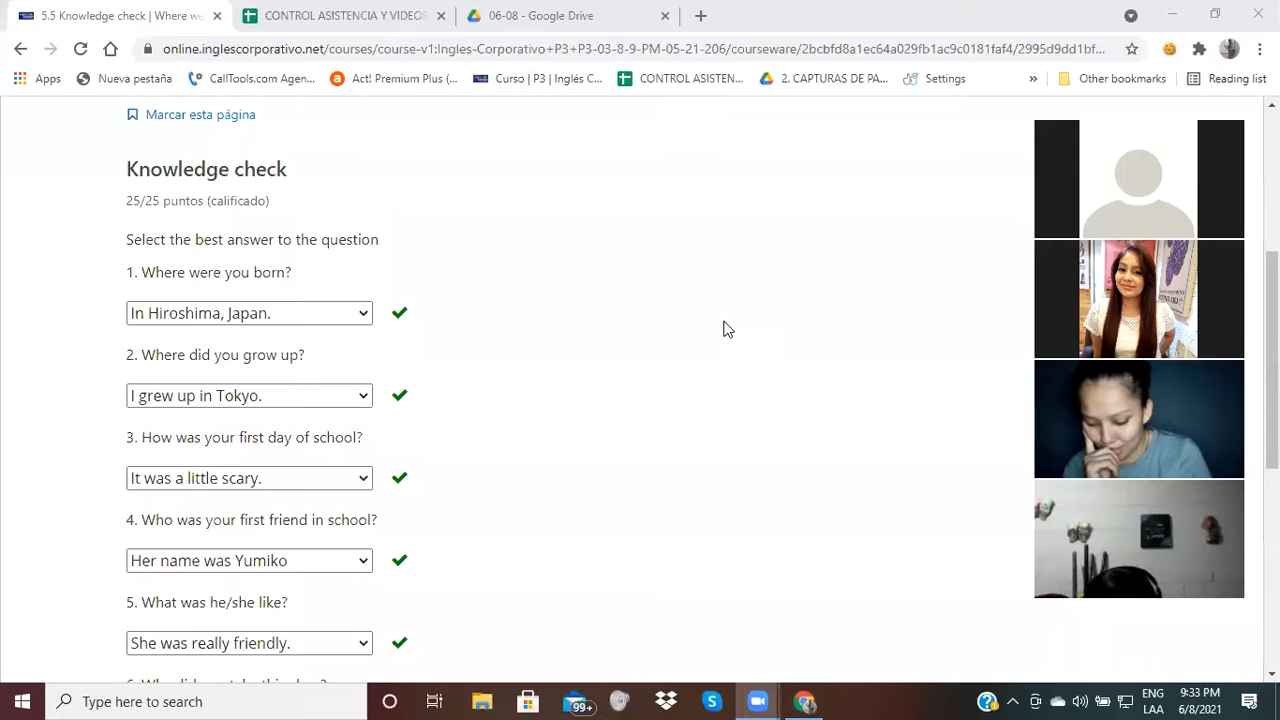 5.5 Knowledge check | Where we
CONTROL ASISTENCIA Y VIDEOS
06-08 - Google Drive
online.inglescorporativo.net/courses/course-v1:Ingles-Corporativo+P3+P3-03-8-9-PM-05-21-206/courseware/2bcbfd8a1ec64a029fb1ac9c0181faf4/2995d9dd1bf...
Apps
Nueva pestaña
CallTools.com Agen...
Act! Premium Plus (...
Curso | P3 | Inglés C...
CONTROL ASISTEN...
2. CAPTURAS DE PA...
Settings
»
Other bookmarks
Reading list
Marcar esta página
Knowledge check
25/25 puntos (calificado)
Select the best answer to the question
1. Where were you born?
In Hiroshima, Japan.
2. Where did you grow up?
I grew up in Tokyo.
3. How was your first day of school?
It was a little scary.
4. Who was your first friend in school?
Her name was Yumiko
5. What was he/she like?
She was really friendly.
Type here to search
99+
ENG
LAA
9:33 PM
6/8/2021